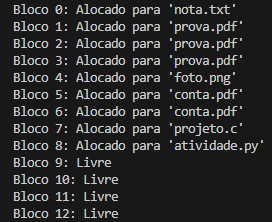 Bloco 0: Alocado para 'nota.txt'
Bloco 1: Alocado para 'prova.pdf'
Bloco 2: Alocado para 'prova.pdf'
Bloco 3: Alocado para 'prova.pdf'
Bloco 4: Alocado para 'foto.png'
Bloco 5: Alocado para 'conta.pdf'
Bloco 6: Alocado para 'conta.pdf'
Bloco 7: Alocado para 'projeto.c'
Bloco 8: Alocado para 'atividade.py'
Bloco 9: Livre
Bloco 10: Livre
Bloco 11: Livre
Bloco 12: Livre